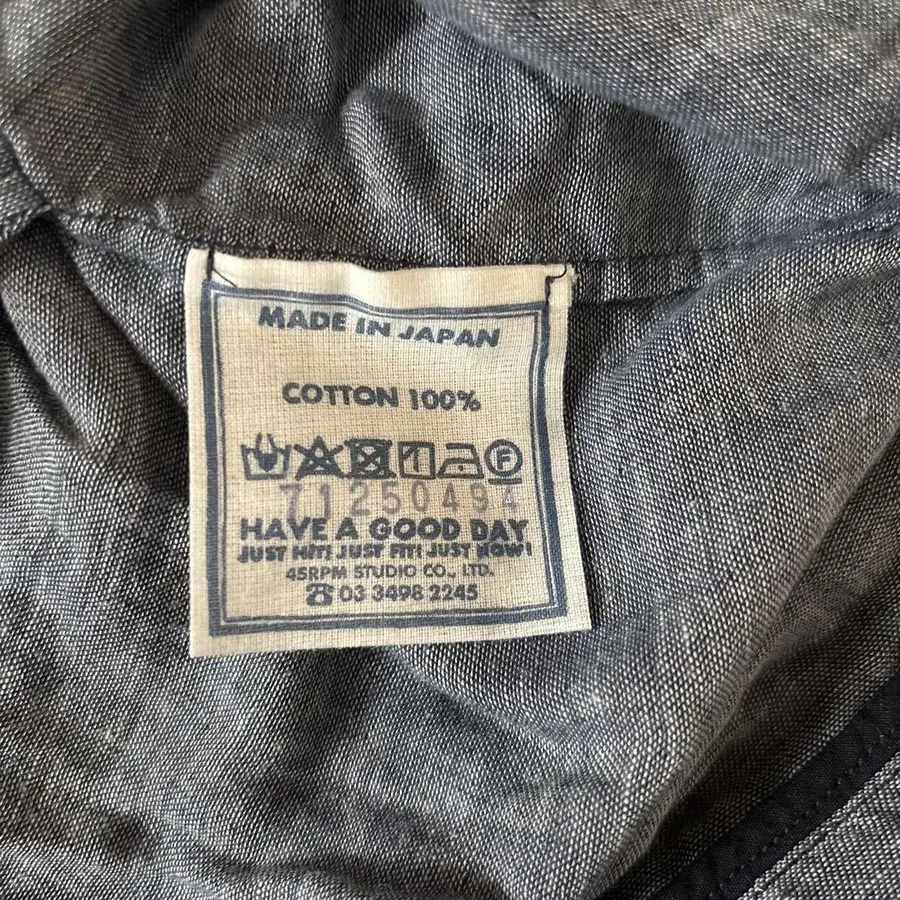 MADE IN JAPAN
COTTON 100%
F
71250494
HAVE A GOOD DAY
JUST HIT! JUST FIT! JUST NOW!
45RPM STUDIO CO., LTD.
☎ 03 3498 2245